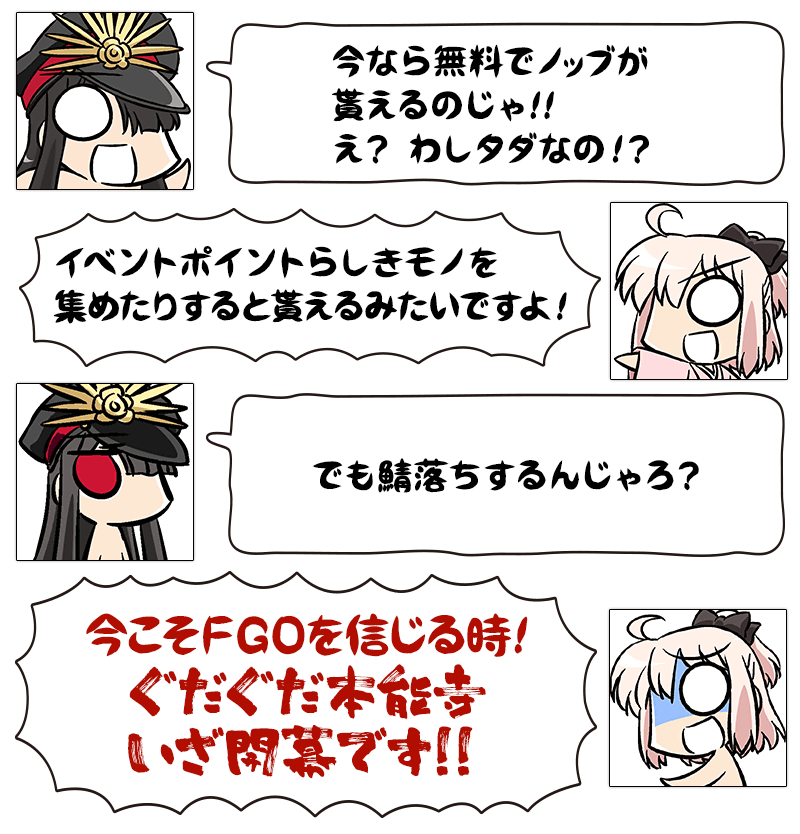 今なら無料でノッブが
貰えるのじゃ!!
え? わしタダなの!?
イベントポイントらしきモノを
集めたりすると貰えるみたいですよ!
でも鯖落ちするんじゃろ?
今こそFGOを信じる時!
ぐだぐだ本能寺
いざ開幕です!!